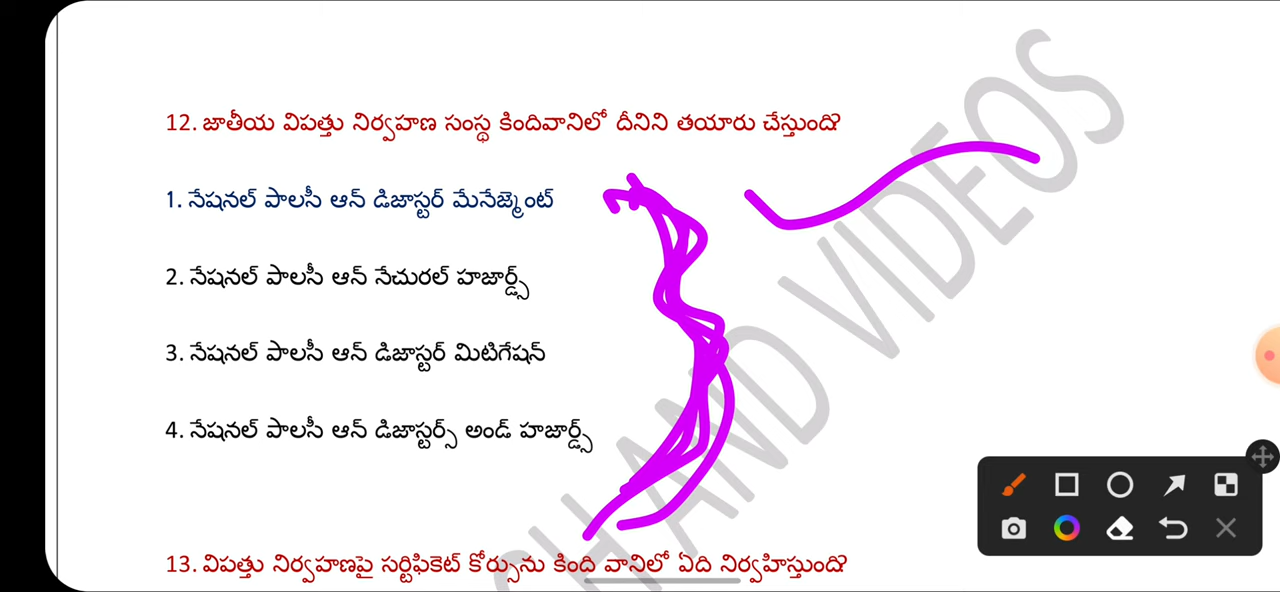 12. జాతీయ విపత్తు నిర్వహణ సంస్థ కిందివానిలో దీనిని తయారు చేస్తుంది?
1. నేషనల్ పాలసీ ఆన్ డిజాస్టర్ మేనేజ్మెంట్
2. నేషనల్ పాలసీ ఆన్ నేచురల్ హజార్డ్స్
3. నేషనల్ పాలసీ ఆన్ డిజాస్టర్ మిటిగేషన్
4. నేషనల్ పాలసీ ఆన్ డిజాస్టర్స్ అండ్ హజార్డ్స్
13. విపత్తు నిర్వహణపై సర్టిఫికెట్ కోర్సును కింది వానిలో ఏది నిర్వహిస్తుంది?
VIDEOS